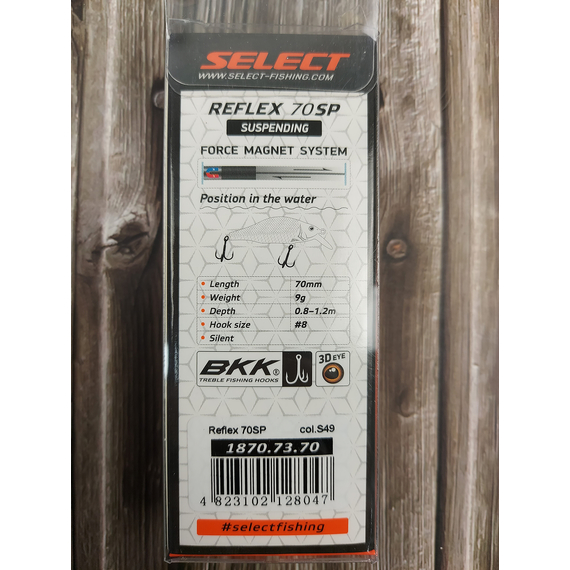 SELECT
WWW.SELECT-FISHING.COM
REFLEX 70SP
SUSPENDING
FORCE MAGNET SYSTEM
Position in the water
• Length 70mm
• Weight 9g
• Depth 0.8–1.2m
• Hook size #8
• Silent
BKK®
TREBLE FISHING HOOKS
3D EYE
Reflex 70SP col.S49
1870.73.70
4 823102 128047
#selectfishing